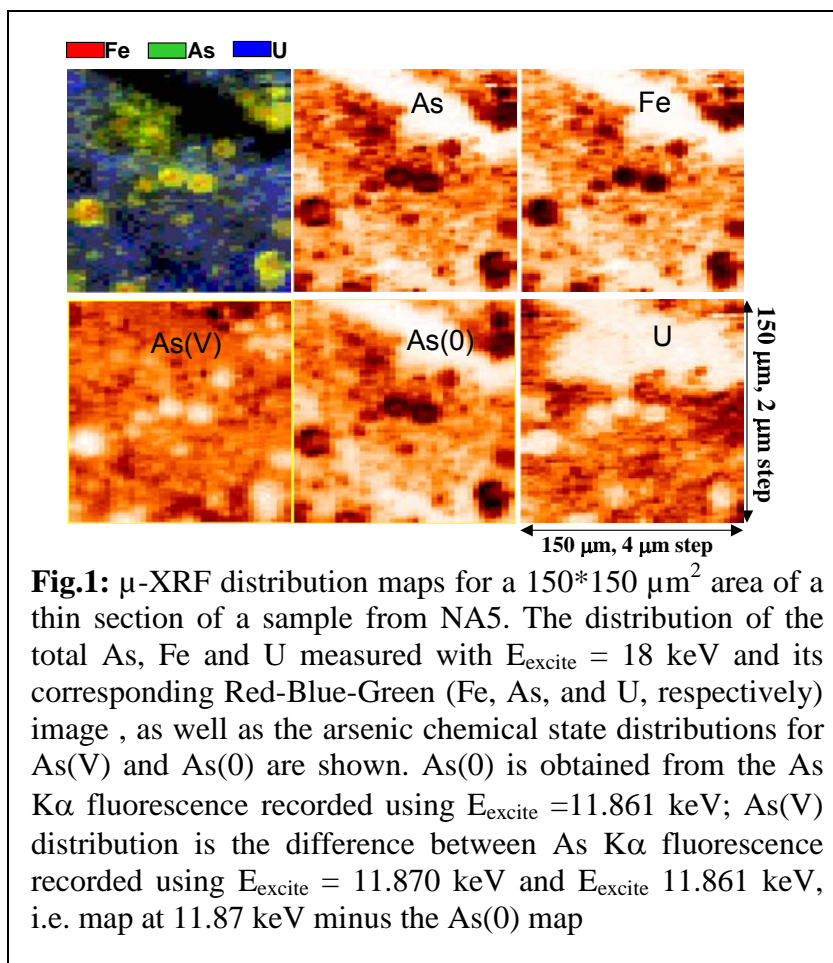 Fe As U
As Fe
As(V) As(0) U
150 μm, 2 μm step
150 μm, 4 μm step
Fig.1: μ-XRF distribution maps for a 150*150 μm² area of a
thin section of a sample from NA5. The distribution of the
total As, Fe and U measured with E_excite = 18 keV and its
corresponding Red-Blue-Green (Fe, As, and U, respectively)
image , as well as the arsenic chemical state distributions for
As(V) and As(0) are shown. As(0) is obtained from the As
Kα fluorescence recorded using E_excite =11.861 keV; As(V)
distribution is the difference between As Kα fluorescence
recorded using E_excite = 11.870 keV and E_excite 11.861 keV,
i.e. map at 11.87 keV minus the As(0) map